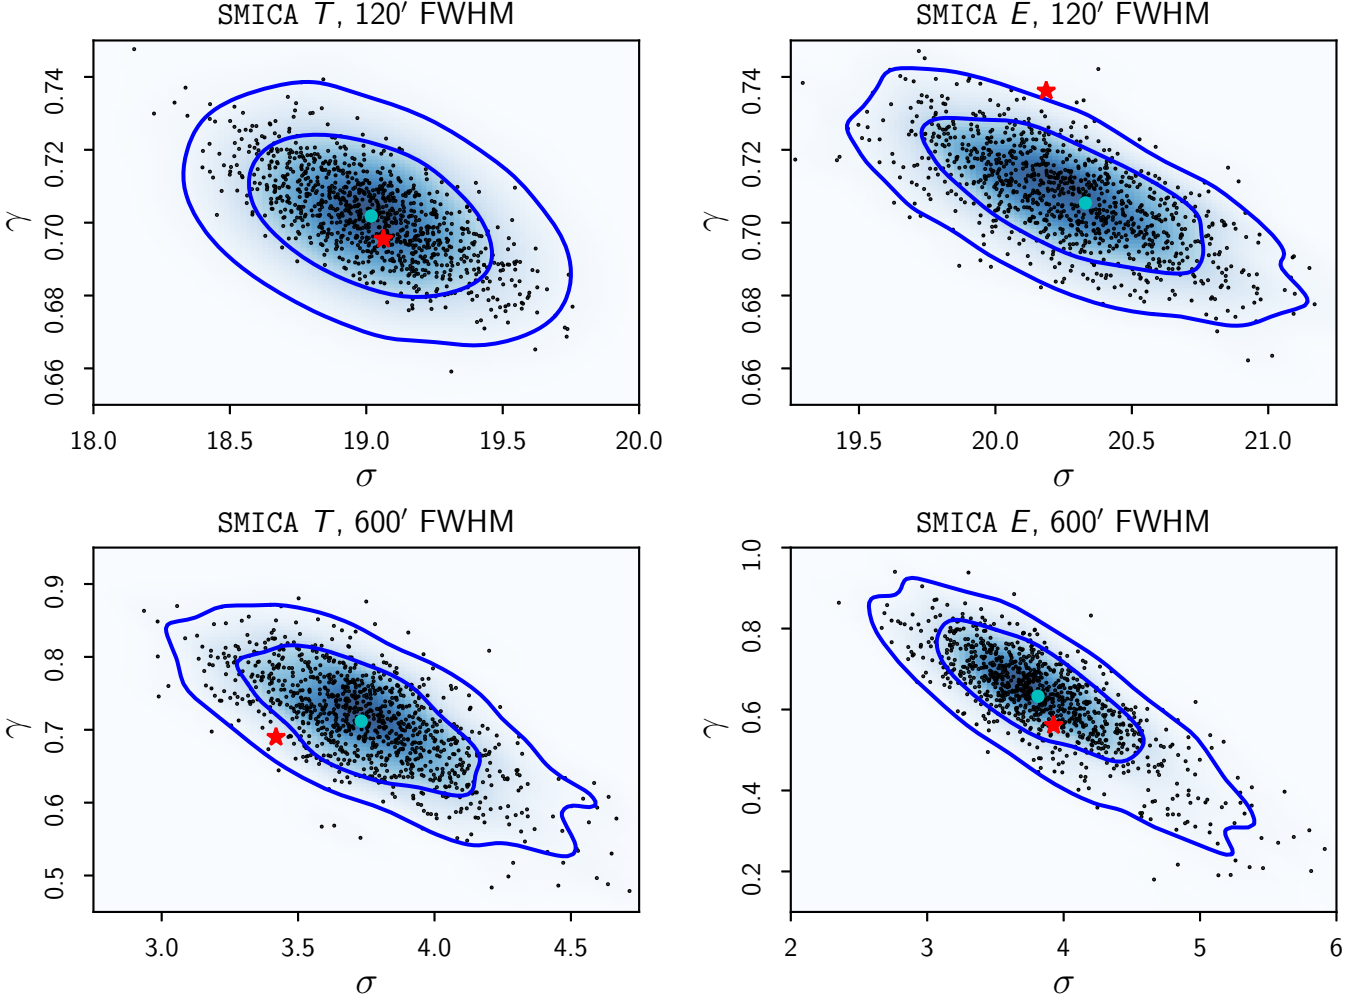 SMICA T, 120′ FWHM
0.74
0.72
0.70
0.68
0.66
γ
18.0 18.5 19.0 19.5 20.0
σ
SMICA E, 120′ FWHM
0.74
0.72
0.70
0.68
0.66
γ
19.5 20.0 20.5 21.0
σ
SMICA T, 600′ FWHM
0.9
0.8
0.7
0.6
0.5
γ
3.0 3.5 4.0 4.5
σ
SMICA E, 600′ FWHM
1.0
0.8
0.6
0.4
0.2
γ
2 3 4 5 6
σ